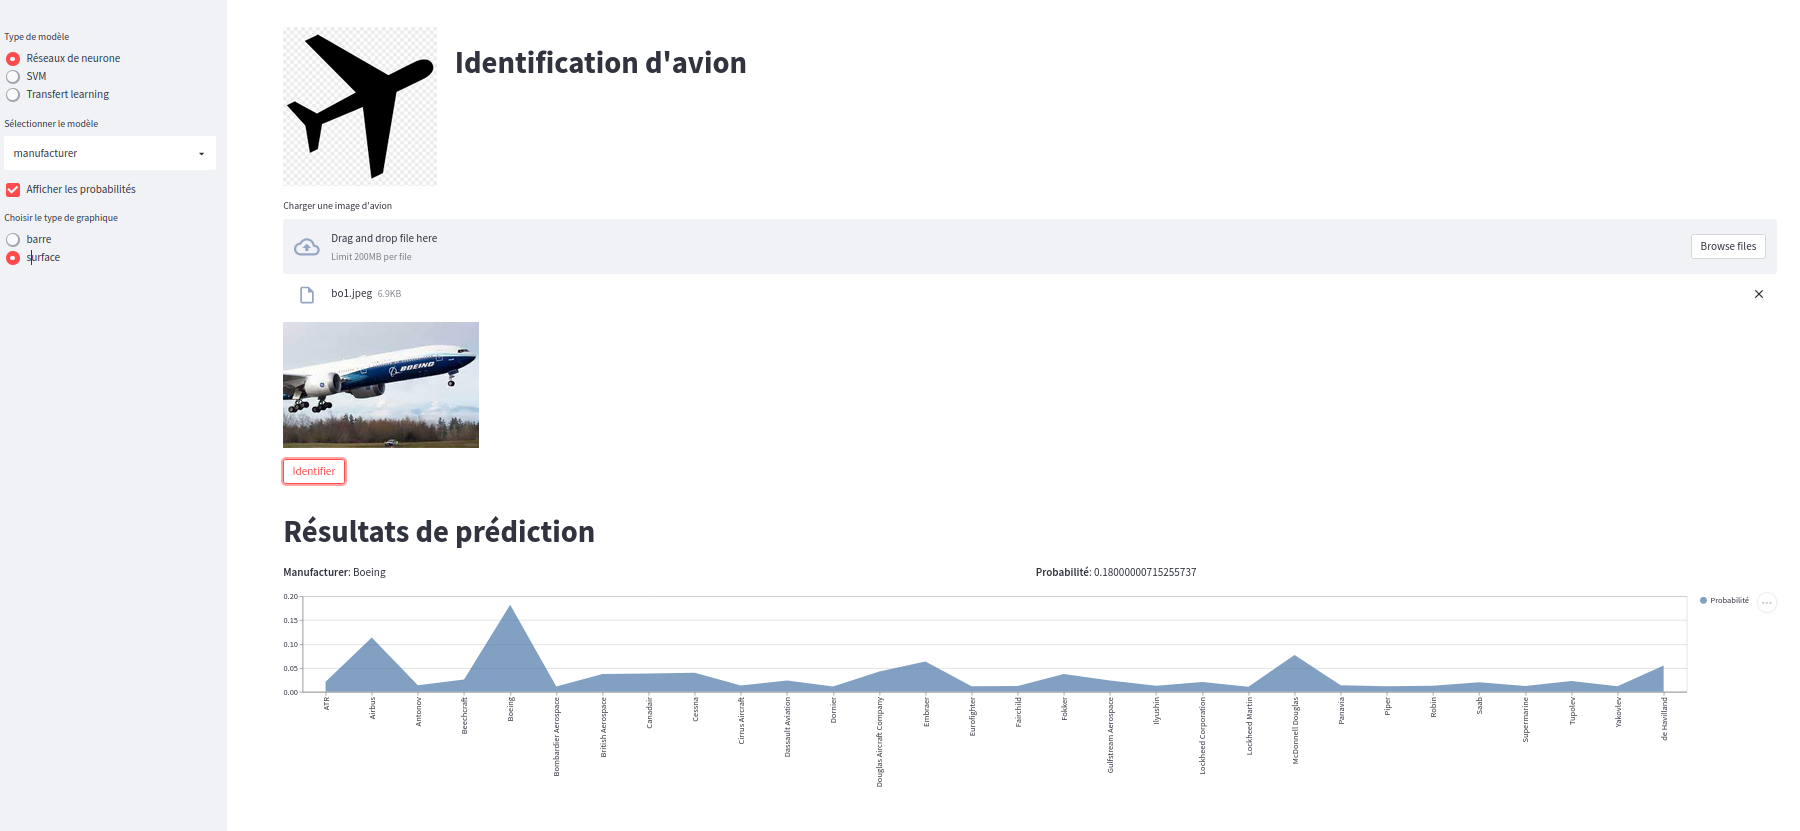 Type de modèle
Réseaux de neurone
SVM
Transfert learning
Sélectionner le modèle
manufacturer
Afficher les probabilités
Choisir le type de graphique
barre
surface
Identification d'avion
Charger une image d'avion
Drag and drop file here
Limit 200MB per file
Browse files
bo1.jpeg 6.9KB
BOEING
Identifier
Résultats de prédiction
Manufacturer: Boeing
Probabilité: 0.18000000715255737
0.20
0.15
0.10
0.05
0.00
Probabilité
ATR
Airbus
Antonov
Beechcraft
Boeing
Bombardier Aerospace
British Aerospace
Canadair
Cessna
Cirrus Aircraft
Dassault Aviation
Dornier
Douglas Aircraft Company
Embraer
Eurofighter
Fairchild
Fokker
Gulfstream Aerospace
Ilyushin
Lockheed Corporation
Lockheed Martin
McDonnell Douglas
Panavia
Piper
Robin
Saab
Supermarine
Tupolev
Yakovlev
de Havilland